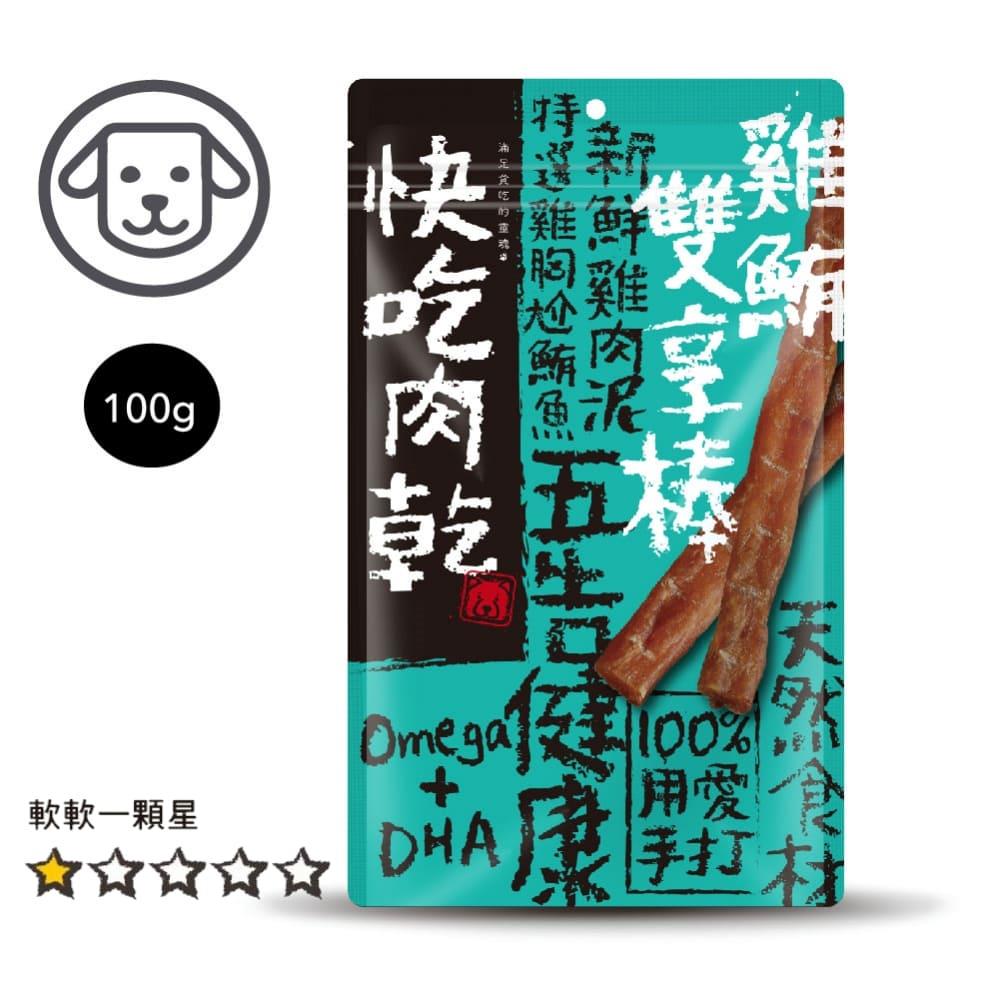 100g
軟軟一顆星
快吃肉乾
滿足貪吃的靈魂
雞鮪
雙享棒
新鮮雞肉泥
特選雞胸尬鮪魚
五告健康
Omega
+
DHA
100%
用愛
手打
天然食材